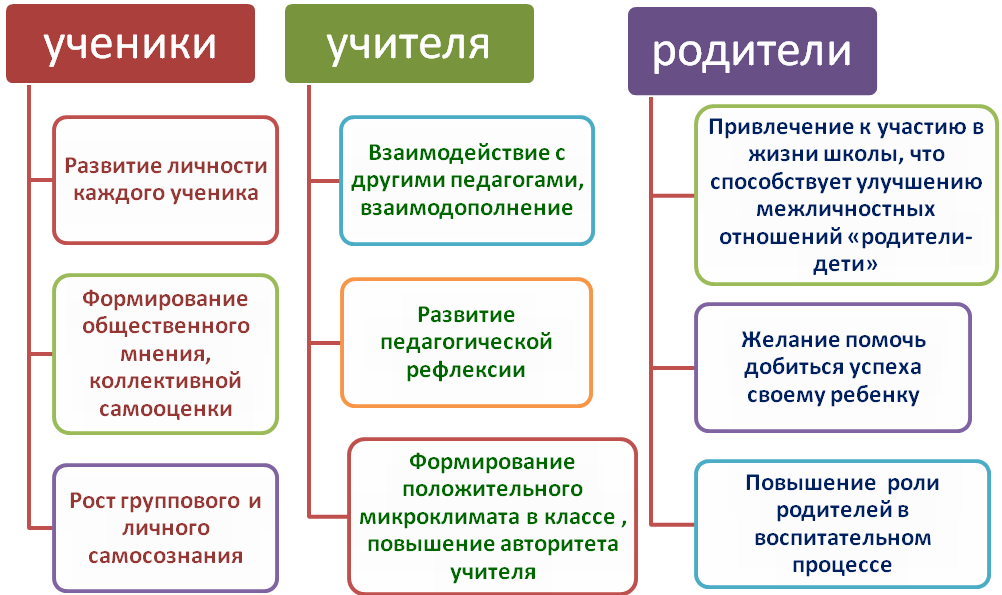 ученики
Развитие личности
каждого ученика
Формирование
общественного
мнения,
коллективной
самооценки
Рост группового и
личного
самосознания
учителя
Взаимодействие с
другими педагогами,
взаимодополнение
Развитие
педагогической
рефлексии
Формирование
положительного
микроклимата в классе ,
повышение авторитета
учителя
родители
Привлечение к участию в
жизни школы, что
способствует улучшению
межличностных
отношений «родители-
дети»
Желание помочь
добиться успеха
своему ребенку
Повышение роли
родителей в
воспитательном
процессе